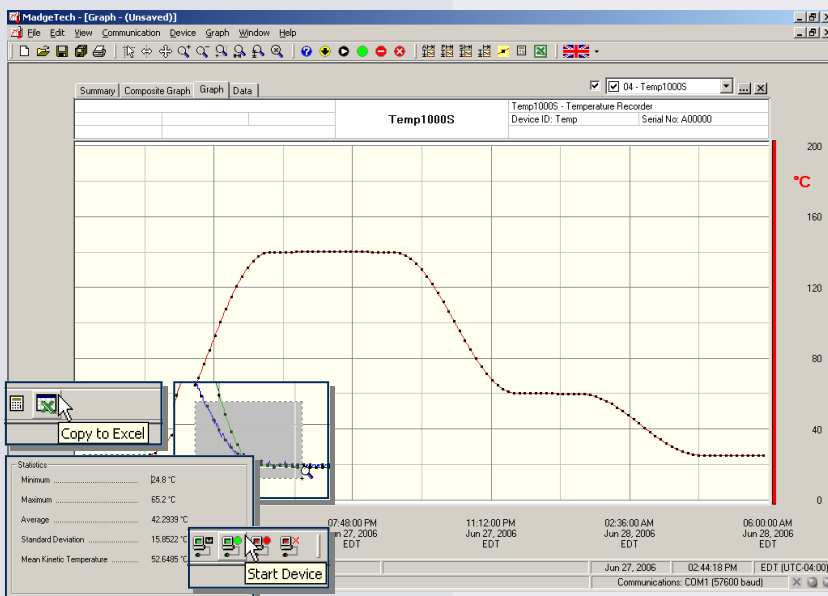 MadgeTech - [Graph - (Unsaved)]
File Edit View Communication Device Graph Window Help
Summary Composite Graph Graph Data
04 - Temp1000S
Temp1000S
Temp1000S - Temperature Recorder
Device ID: Temp Serial No: A00000
200
°C
160
120
80
40
0
Copy to Excel
Statistics
Minimum 24.8 °C
Maximum 65.2 °C
Average 42.2939 °C
Standard Deviation 15.8522 °C
Mean Kinetic Temperature 52.6485 °C
Start Device
07:48:00 PM 11:12:00 PM 02:36:00 AM 06:00:00 AM
Jun 27, 2006 Jun 27, 2006 Jun 28, 2006 Jun 28, 2006
EDT EDT EDT EDT
Jun 27, 2006 02:44:18 PM EDT (UTC-04:00)
Communications: COM1 (57600 baud)